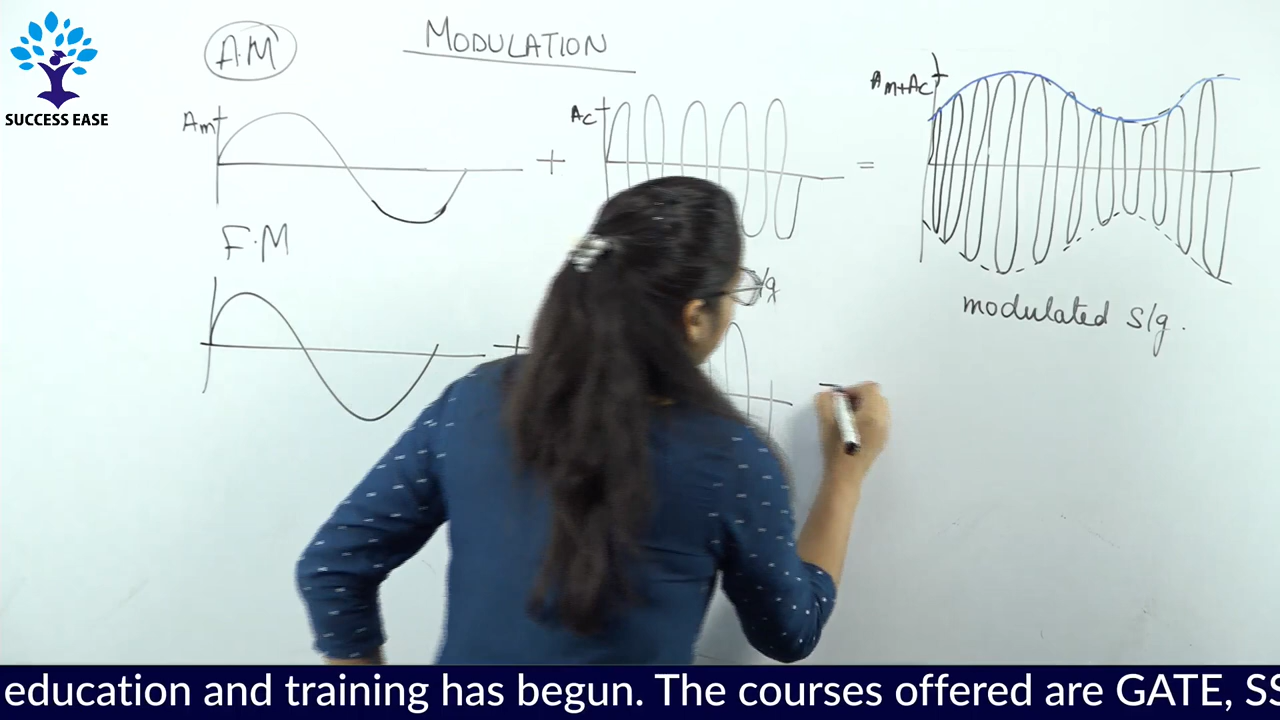 SUCCESS EASE
A.M
MODULATION
Am
+
Ac
=
Am+Ac
F.M
modulated s/g.
+
education and training has begun. The courses offered are GATE, SS